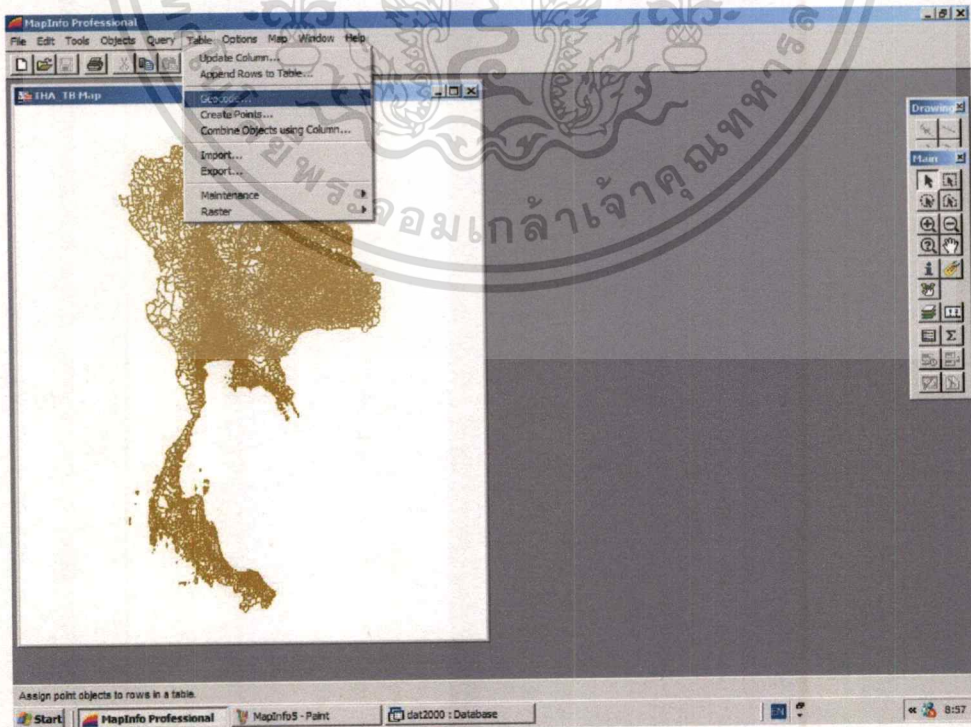 MapInfo Professional
File Edit Tools Objects Query Table Options Map Window Help
Update Column...
Append Rows to Table...
Geocode...
Create Points...
Combine Objects using Column...
Import...
Export...
Maintenance
Raster
THA_TB Map
Drawing
Main
พระจอมเกล้าเจ้าคุณทหาร
Assign point objects to rows in a table.
Start MapInfo Professional MapInfo5 - Paint dat2000 : Database EN 8:57